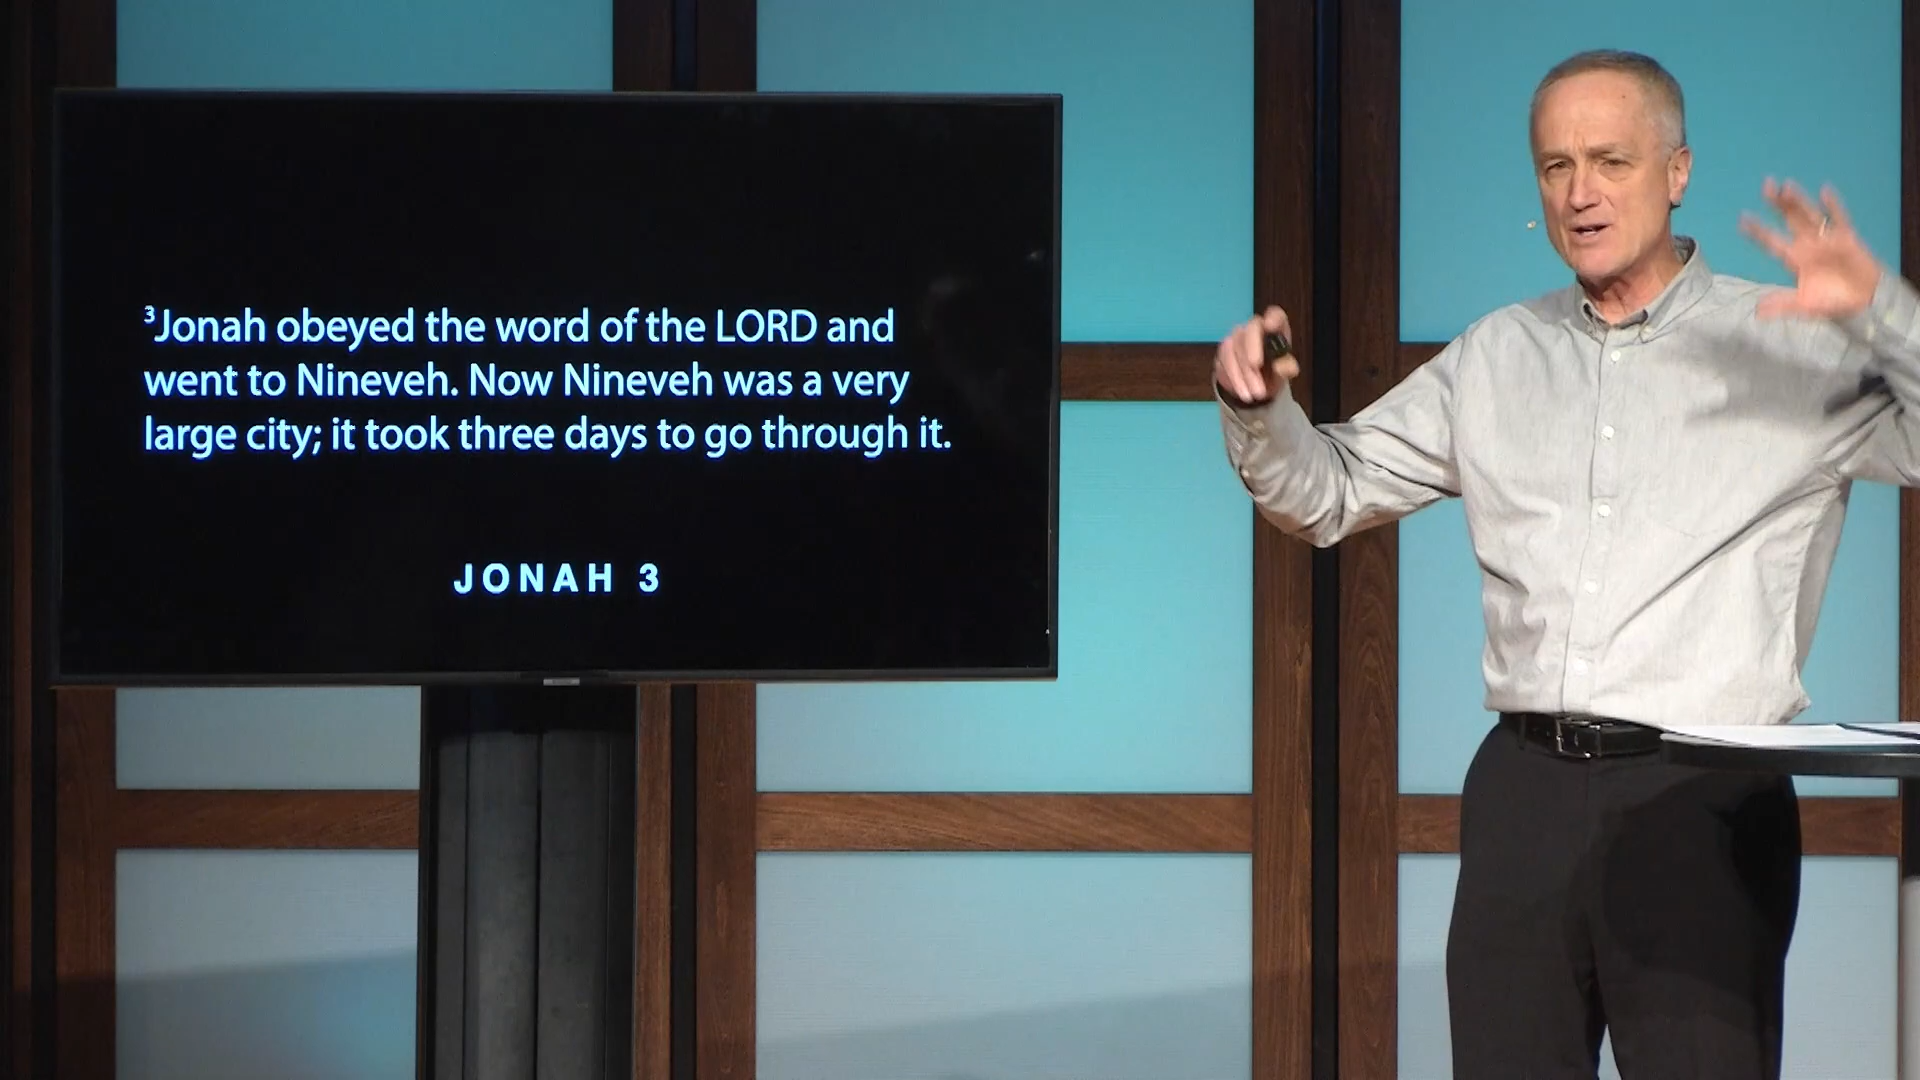 ³Jonah obeyed the word of the LORD and
went to Nineveh. Now Nineveh was a very
large city; it took three days to go through it.
JONAH 3